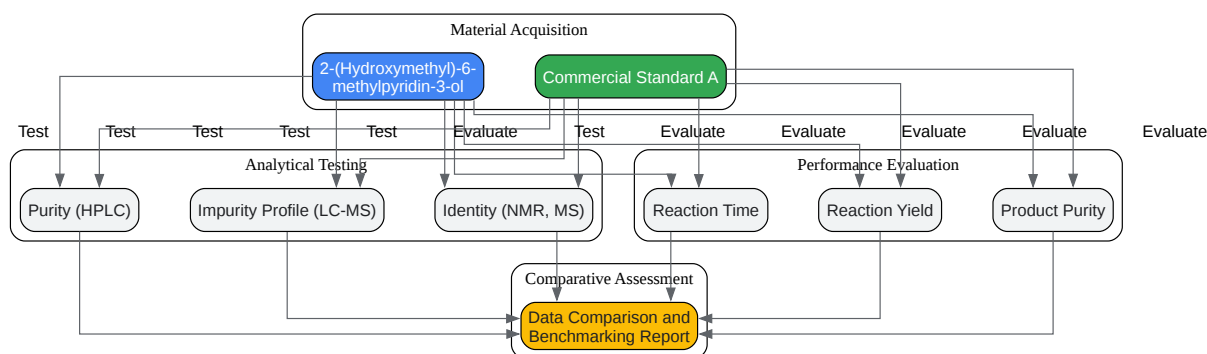 Material Acquisition
2-(Hydroxymethyl)-6-
methylpyridin-3-ol
Commercial Standard A
Test Test Test Test Test Evaluate Test Evaluate Evaluate Evaluate Evaluate Evaluate
Analytical Testing
Performance Evaluation
Purity (HPLC)
Impurity Profile (LC-MS)
Identity (NMR, MS)
Reaction Time
Reaction Yield
Product Purity
Comparative Assessment
Data Comparison and
Benchmarking Report